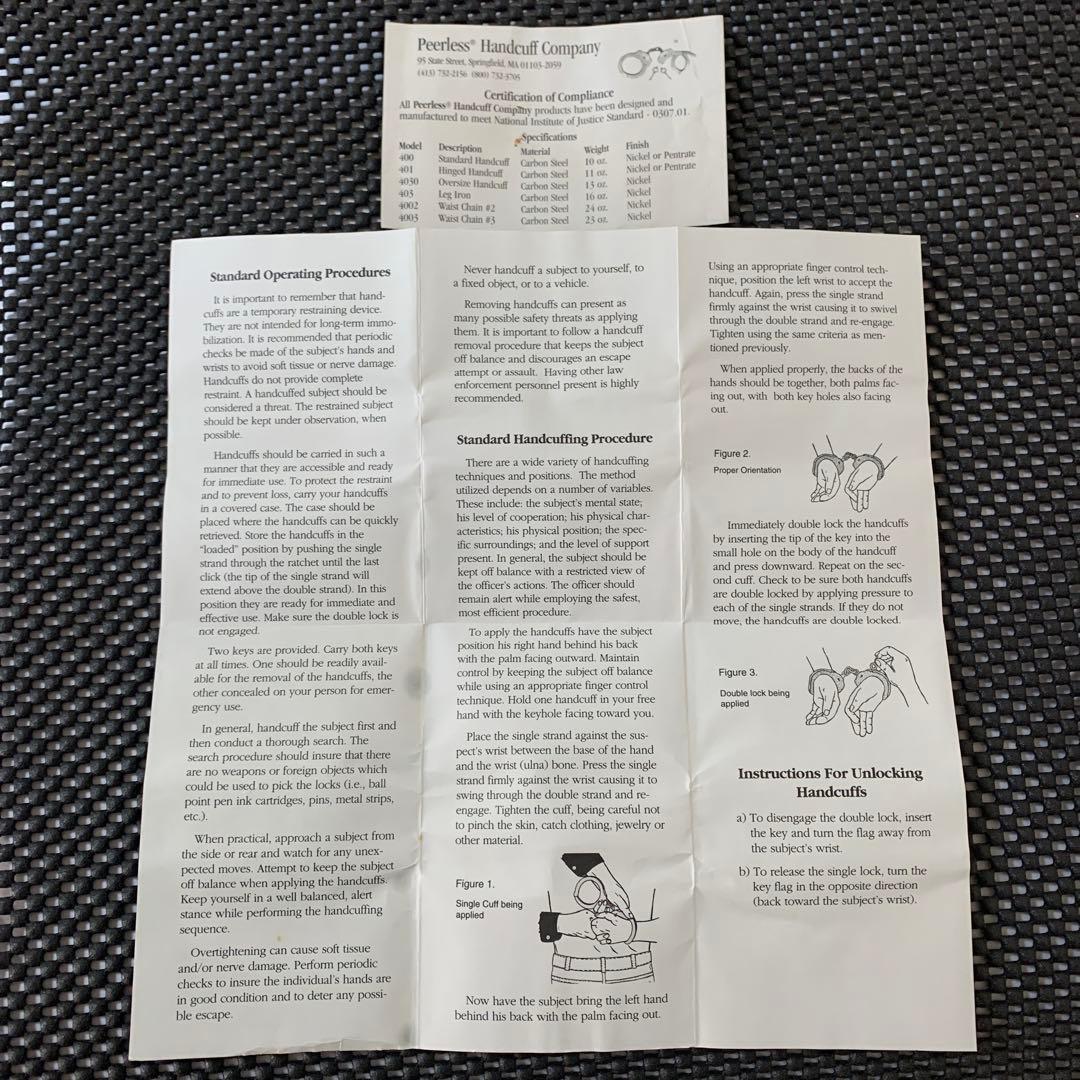 Peerless® Handcuff Company
95 State Street, Springfield, MA 01103-2059
(413) 732-2156 (800) 732-3705
Certification of Compliance
All Peerless® Handcuff Company products have been designed and
manufactured to meet National Institute of Justice Standard - 0307.01.
Specifications
Model Description Material Weight Finish
400 Standard Handcuff Carbon Steel 10 oz. Nickel or Pentrate
401 Hinged Handcuff Carbon Steel 11 oz. Nickel or Pentrate
4030 Oversize Handcuff Carbon Steel 13 oz. Nickel
403 Leg Iron Carbon Steel 16 oz. Nickel
4002 Waist Chain #2 Carbon Steel 24 oz. Nickel
4003 Waist Chain #3 Carbon Steel 23 oz. Nickel
Standard Operating Procedures
It is important to remember that hand-
cuffs are a temporary restraining device.
They are not intended for long-term immo-
bilization. It is recommended that periodic
checks be made of the subject's hands and
wrists to avoid soft tissue or nerve damage.
Handcuffs do not provide complete
restraint. A handcuffed subject should be
considered a threat. The restrained subject
should be kept under observation, when
possible.
Handcuffs should be carried in such a
manner that they are accessible and ready
for immediate use. To protect the restraint
and to prevent loss, carry your handcuffs
in a covered case. The case should be
placed where the handcuffs can be quickly
retrieved. Store the handcuffs in the
"loaded" position by pushing the single
strand through the ratchet until the last
click (the tip of the single strand will
extend above the double strand). In this
position they are ready for immediate and
effective use. Make sure the double lock is
not engaged.
Two keys are provided. Carry both keys
at all times. One should be readily avail-
able for the removal of the handcuffs, the
other concealed on your person for emer-
gency use.
In general, handcuff the subject first and
then conduct a thorough search. The
search procedure should insure that there
are no weapons or foreign objects which
could be used to pick the locks (i.e., ball
point pen ink cartridges, pins, metal strips,
etc.).
When practical, approach a subject from
the side or rear and watch for any unex-
pected moves. Attempt to keep the subject
off balance when applying the handcuffs.
Keep yourself in a well balanced, alert
stance while performing the handcuffing
sequence.
Overtightening can cause soft tissue
and/or nerve damage. Perform periodic
checks to insure the individual's hands are
in good condition and to deter any possi-
ble escape.
Never handcuff a subject to yourself, to
a fixed object, or to a vehicle.
Removing handcuffs can present as
many possible safety threats as applying
them. It is important to follow a handcuff
removal procedure that keeps the subject
off balance and discourages an escape
attempt or assault. Having other law
enforcement personnel present is highly
recommended.
Standard Handcuffing Procedure
There are a wide variety of handcuffing
techniques and positions. The method
utilized depends on a number of variables.
These include: the subject's mental state;
his level of cooperation; his physical char-
acteristics; his physical position; the spec-
ific surroundings; and the level of support
present. In general, the subject should be
kept off balance with a restricted view of
the officer's actions. The officer should
remain alert while employing the safest,
most efficient procedure.
To apply the handcuffs have the subject
position his right hand behind his back
with the palm facing outward. Maintain
control by keeping the subject off balance
while using an appropriate finger control
technique. Hold one handcuff in your free
hand with the keyhole facing toward you.
Place the single strand against the sus-
pect's wrist between the base of the hand
and the wrist (ulna) bone. Press the single
strand firmly against the wrist causing it to
swing through the double strand and re-
engage. Tighten the cuff, being careful not
to pinch the skin, catch clothing, jewelry or
other material.
Figure 1.
Single Cuff being
applied
Now have the subject bring the left hand
behind his back with the palm facing out.
Using an appropriate finger control tech-
nique, position the left wrist to accept the
handcuff. Again, press the single strand
firmly against the wrist causing it to swivel
through the double strand and re-engage.
Tighten using the same criteria as men-
tioned previously.
When applied properly, the backs of the
hands should be together, both palms fac-
ing out, with both key holes also facing
out.
Figure 2.
Proper Orientation
Immediately double lock the handcuffs
by inserting the tip of the key into the
small hole on the body of the handcuff
and press downward. Repeat on the sec-
ond cuff. Check to be sure both handcuffs
are double locked by applying pressure to
each of the single strands. If they do not
move, the handcuffs are double locked.
Figure 3.
Double lock being
applied
Instructions For Unlocking
Handcuffs
a) To disengage the double lock, insert
the key and turn the flag away from
the subject's wrist.
b) To release the single lock, turn the
key flag in the opposite direction
(back toward the subject's wrist).